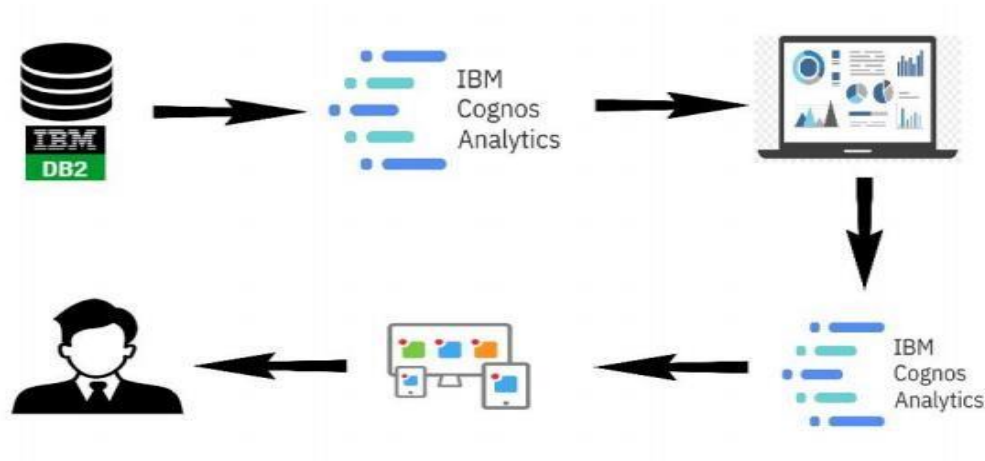 IBM
Cognos
Analytics
IBM
DB2
IBM
Cognos
Analytics